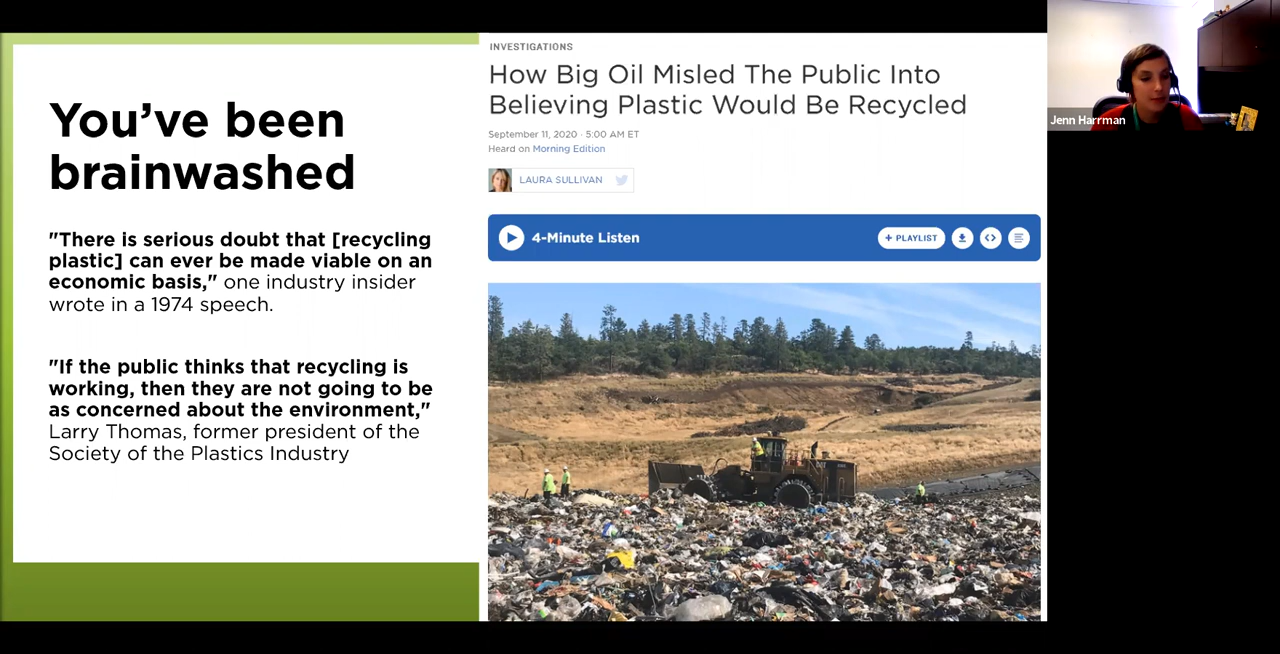 You've been
brainwashed
"There is serious doubt that [recycling
plastic] can ever be made viable on an
economic basis," one industry insider
wrote in a 1974 speech.
"If the public thinks that recycling is
working, then they are not going to be
as concerned about the environment,"
Larry Thomas, former president of the
Society of the Plastics Industry
INVESTIGATIONS
How Big Oil Misled The Public Into
Believing Plastic Would Be Recycled
September 11, 2020 · 5:00 AM ET
Heard on Morning Edition
LAURA SULLIVAN
4-Minute Listen
+ PLAYLIST
CAT
Jenn Harrman